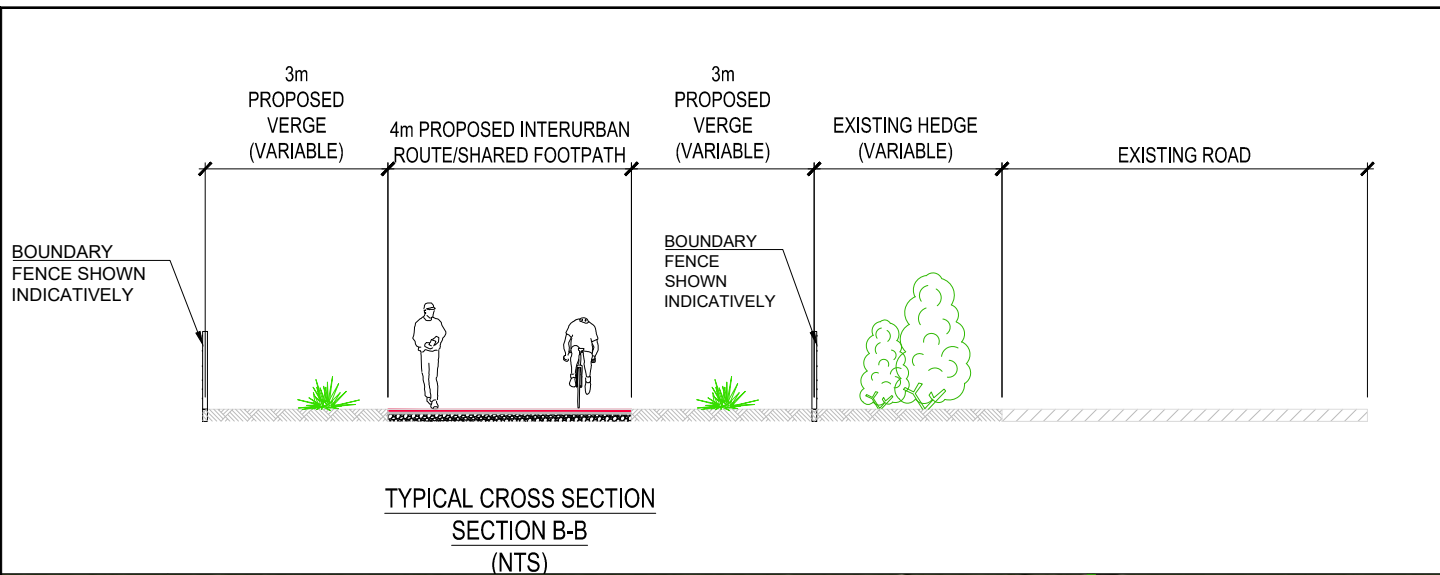 3m
PROPOSED
VERGE
(VARIABLE)
4m PROPOSED INTERURBAN
ROUTE/SHARED FOOTPATH
3m
PROPOSED
VERGE
(VARIABLE)
EXISTING HEDGE
(VARIABLE)
EXISTING ROAD
BOUNDARY
FENCE SHOWN
INDICATIVELY
BOUNDARY
FENCE
SHOWN
INDICATIVELY
TYPICAL CROSS SECTION
SECTION B-B
(NTS)